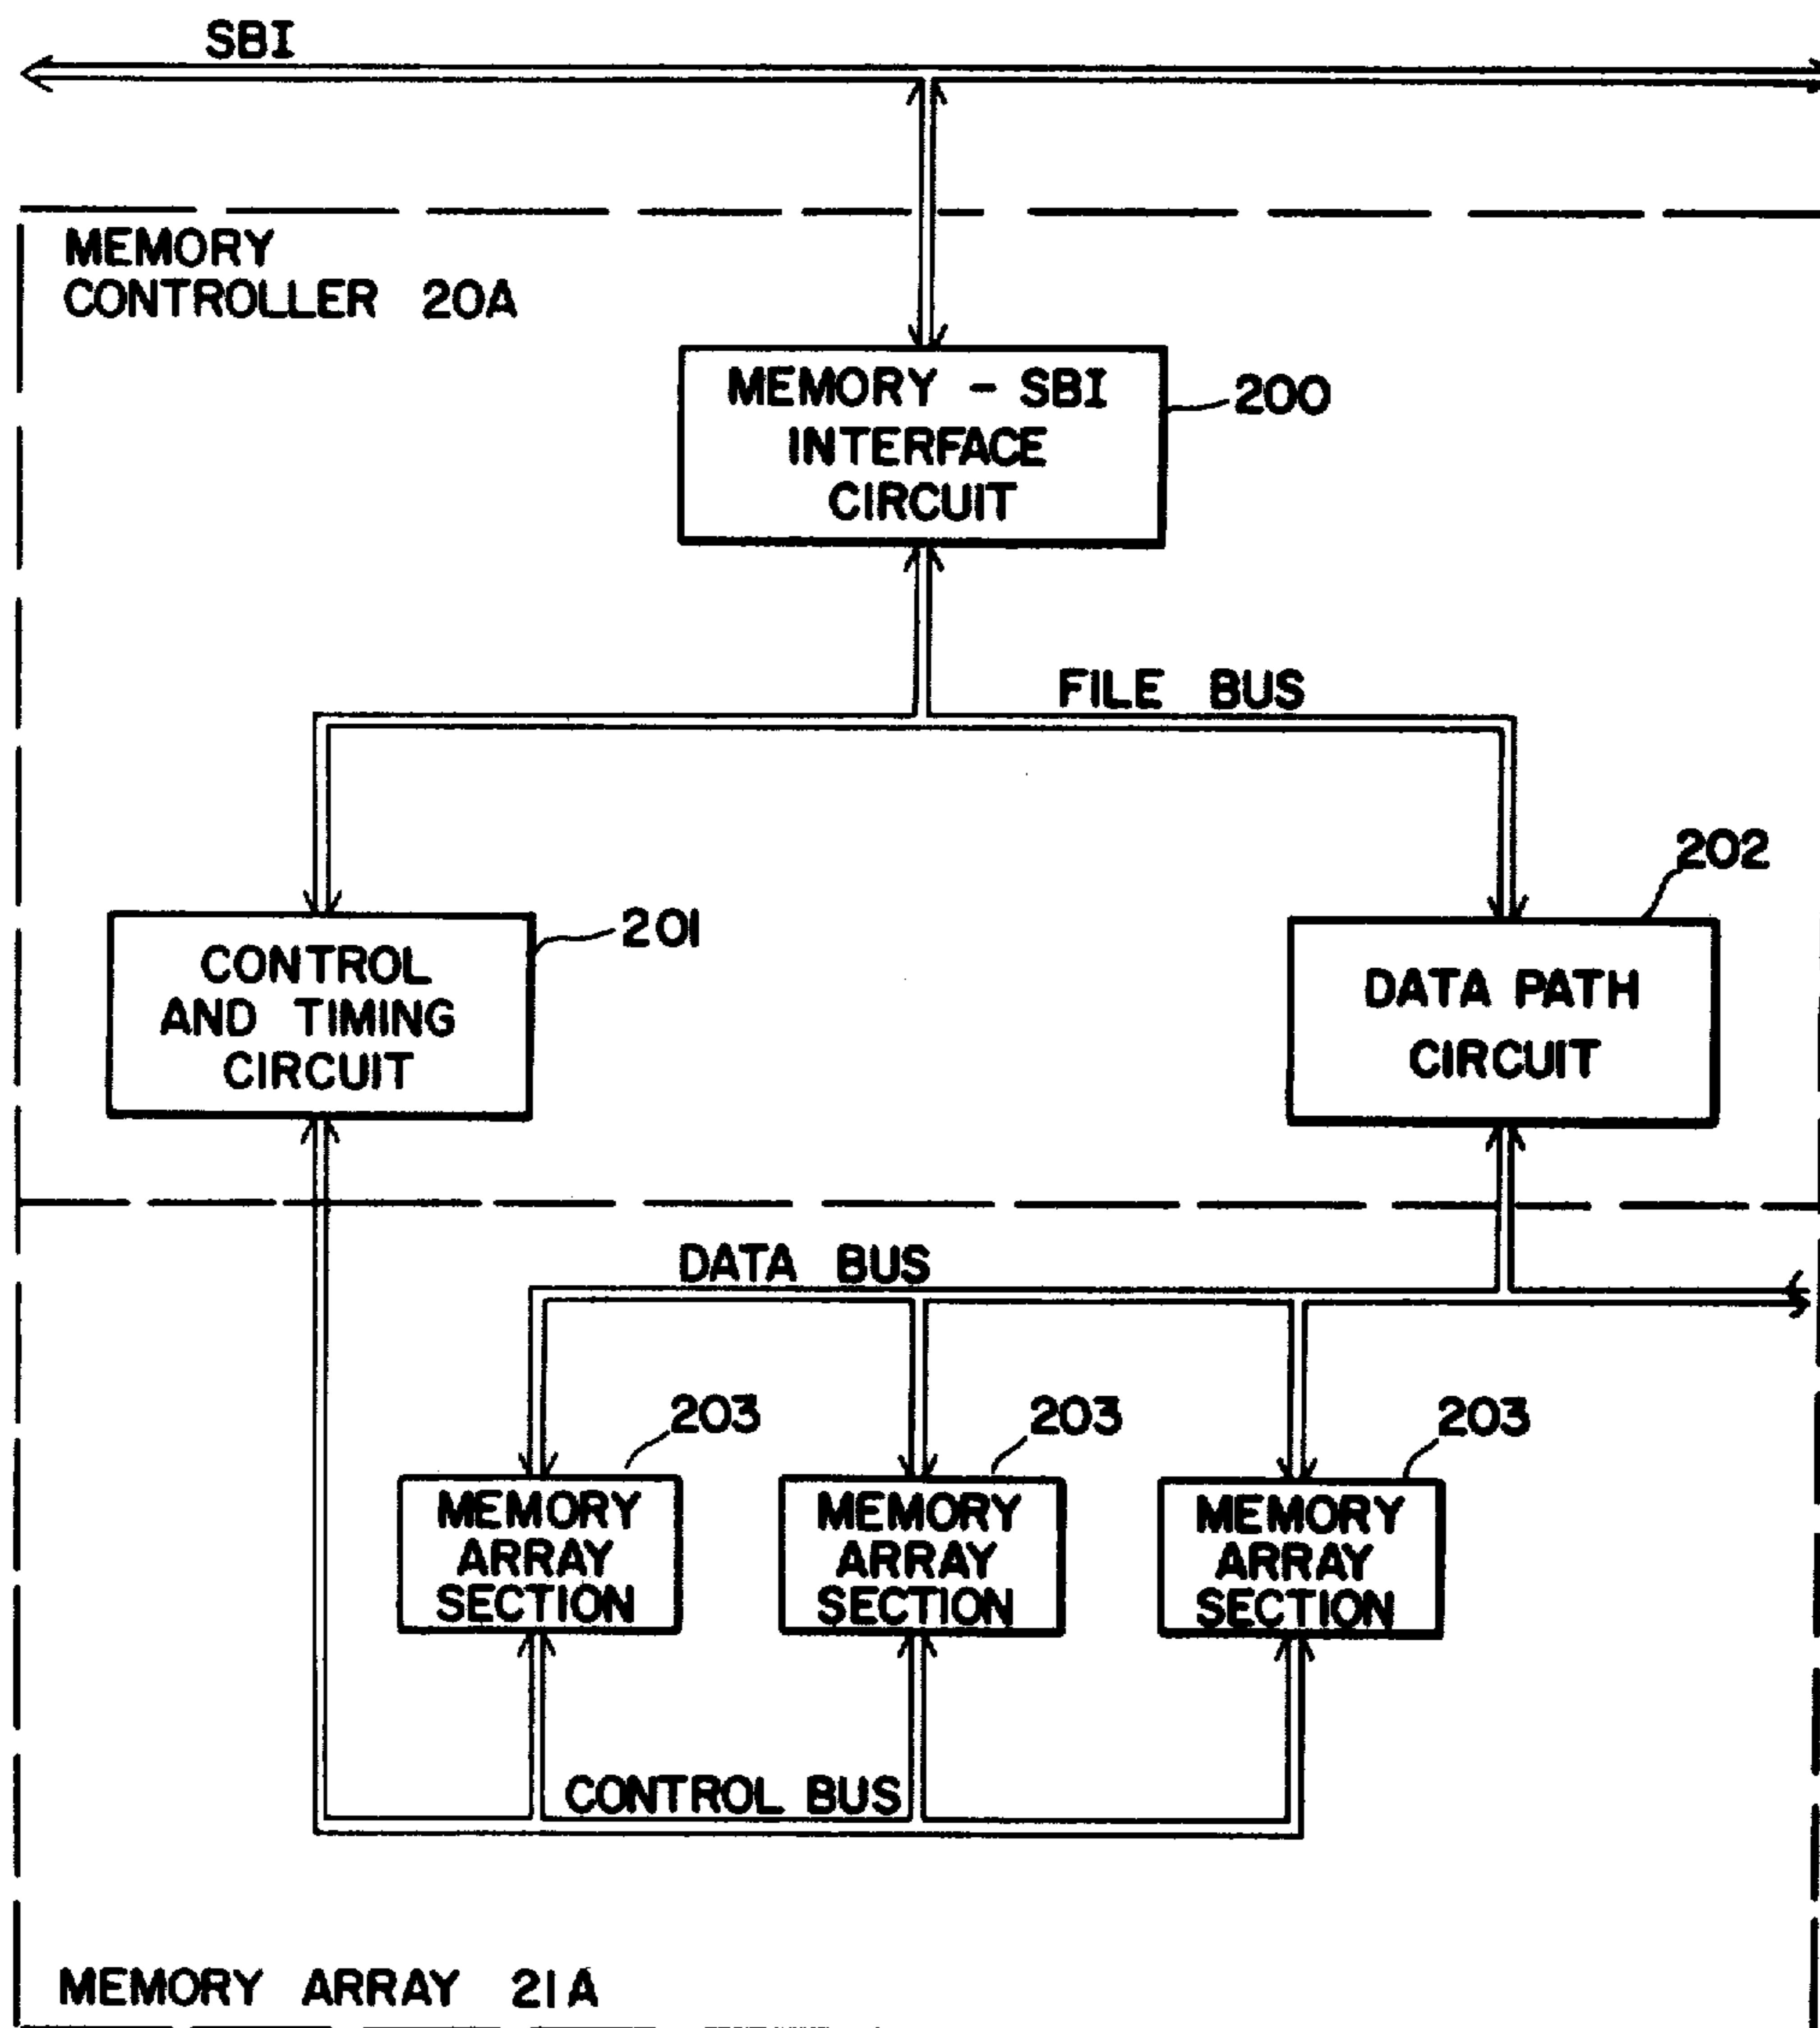 SBI
MEMORY
CONTROLLER 20A
MEMORY - SBI
INTERFACE
CIRCUIT
200
FILE BUS
202
201
CONTROL
AND TIMING
CIRCUIT
DATA PATH
CIRCUIT
DATA BUS
203
203
203
MEMORY
ARRAY
SECTION
MEMORY
ARRAY
SECTION
MEMORY
ARRAY
SECTION
CONTROL BUS
MEMORY ARRAY 21A